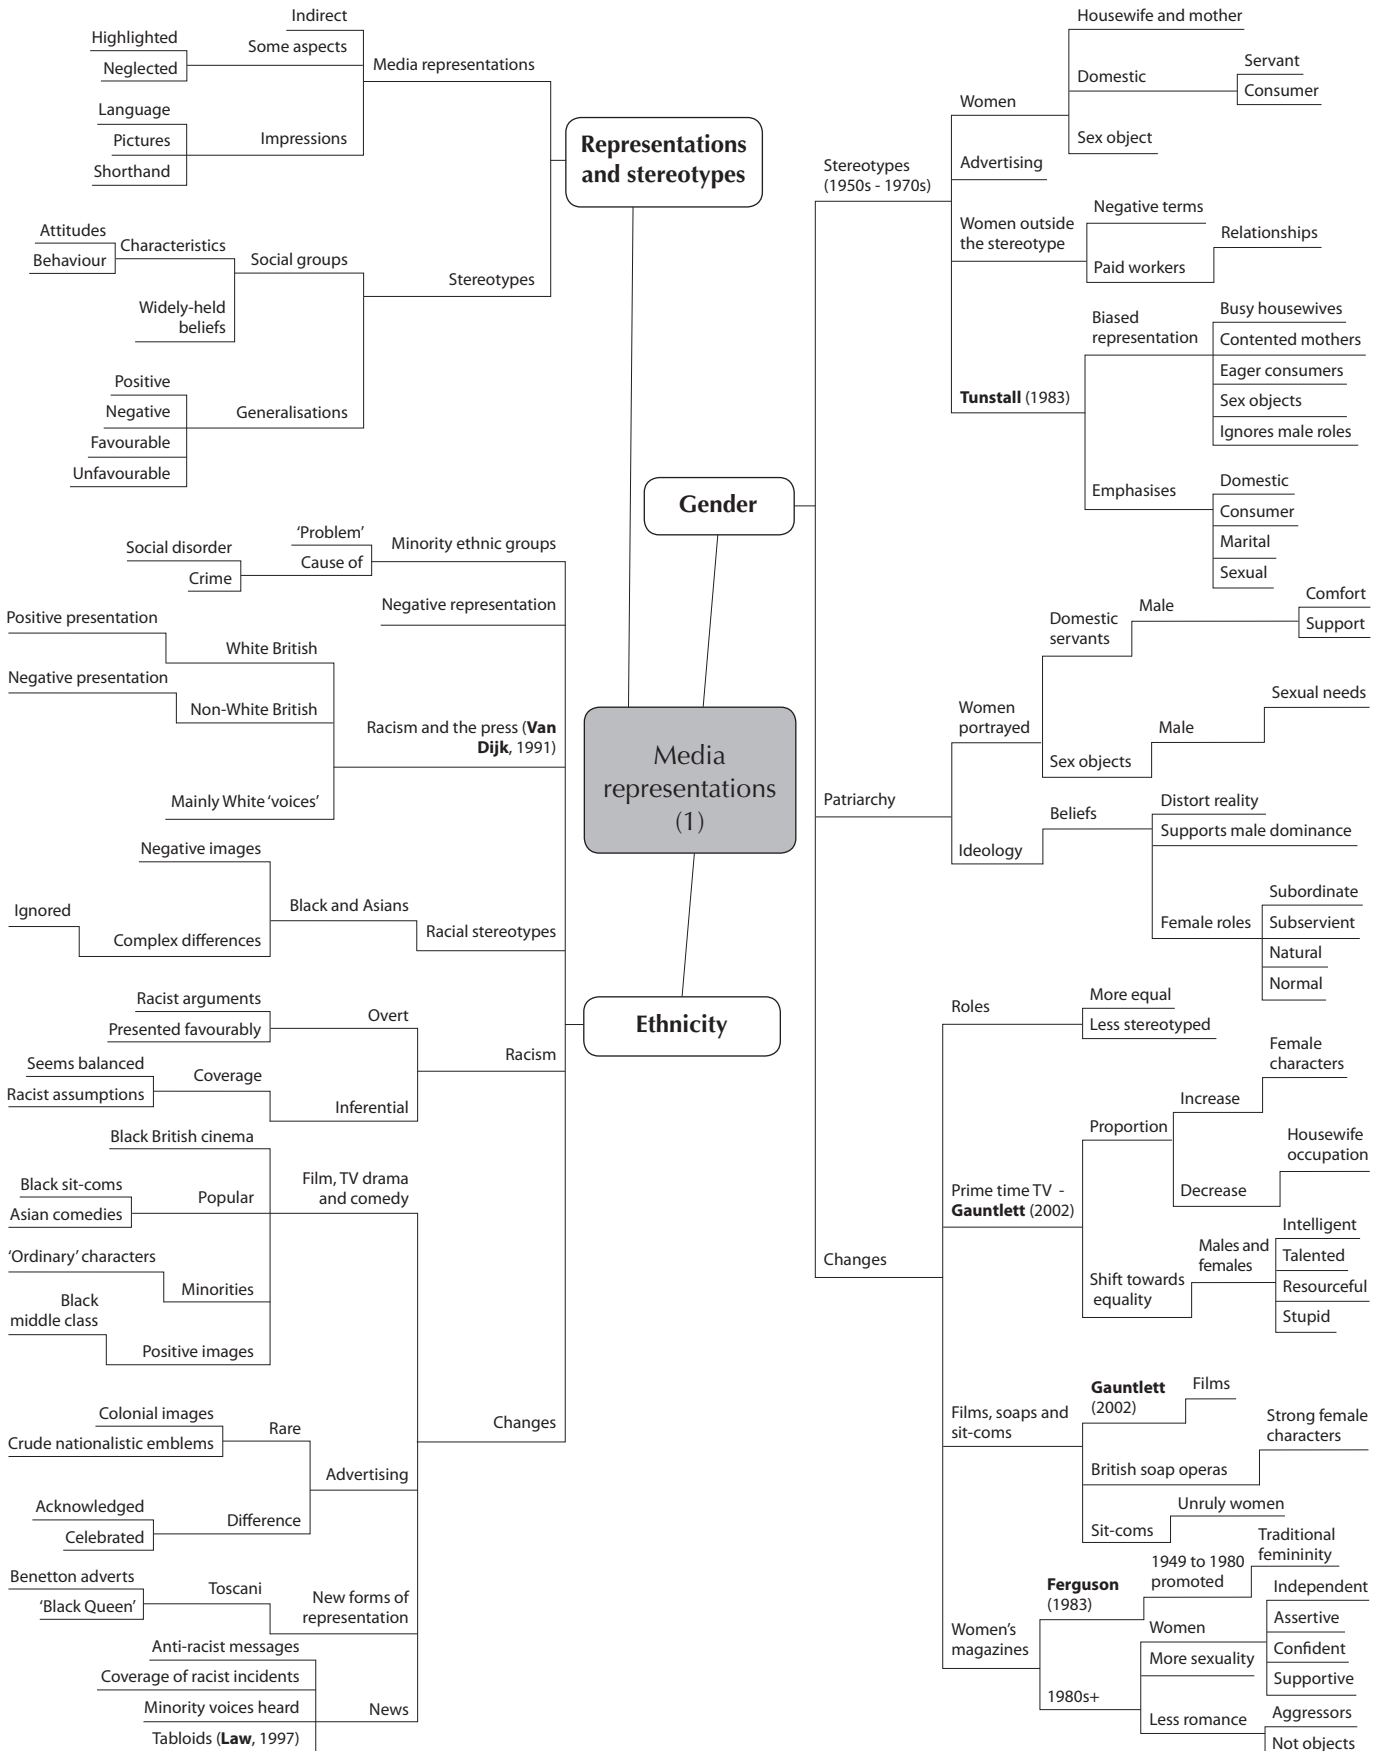 Media
representations
(1)
Representations
and stereotypes
Media representations
Indirect
Some aspects
Highlighted
Neglected
Impressions
Language
Pictures
Shorthand
Stereotypes
Social groups
Characteristics
Attitudes
Behaviour
Widely-held
beliefs
Generalisations
Positive
Negative
Favourable
Unfavourable
Gender
Stereotypes
(1950s - 1970s)
Women
Housewife and mother
Domestic
Servant
Consumer
Sex object
Advertising
Women outside
the stereotype
Negative terms
Paid workers
Relationships
Tunstall (1983)
Biased
representation
Busy housewives
Contented mothers
Eager consumers
Sex objects
Ignores male roles
Emphasises
Domestic
Consumer
Marital
Sexual
Patriarchy
Women
portrayed
Domestic
servants
Male
Comfort
Support
Sex objects
Male
Sexual needs
Ideology
Beliefs
Distort reality
Supports male dominance
Female roles
Subordinate
Subservient
Natural
Normal
Changes
Roles
More equal
Less stereotyped
Prime time TV -
Gauntlett (2002)
Proportion
Increase
Female
characters
Decrease
Housewife
occupation
Shift towards
equality
Males and
females
Intelligent
Talented
Resourceful
Stupid
Films, soaps and
sit-coms
Gauntlett
(2002)
Films
British soap operas
Strong female
characters
Sit-coms
Unruly women
Women's
magazines
Ferguson
(1983)
1949 to 1980
promoted
Traditional
femininity
1980s+
Women
Independent
Assertive
Confident
Supportive
More sexuality
Less romance
Aggressors
Not objects
Ethnicity
Minority ethnic groups
'Problem'
Cause of
Social disorder
Crime
Negative representation
Racism and the press (Van
Dijk, 1991)
White British
Positive presentation
Non-White British
Negative presentation
Mainly White 'voices'
Racial stereotypes
Black and Asians
Negative images
Complex differences
Ignored
Racism
Overt
Racist arguments
Presented favourably
Inferential
Coverage
Seems balanced
Racist assumptions
Changes
Film, TV drama
and comedy
Black British cinema
Popular
Black sit-coms
Asian comedies
Minorities
'Ordinary' characters
Positive images
Black
middle class
Advertising
Rare
Colonial images
Crude nationalistic emblems
Difference
Acknowledged
Celebrated
New forms of
representation
Toscani
Benetton adverts
'Black Queen'
News
Anti-racist messages
Coverage of racist incidents
Minority voices heard
Tabloids (Law, 1997)